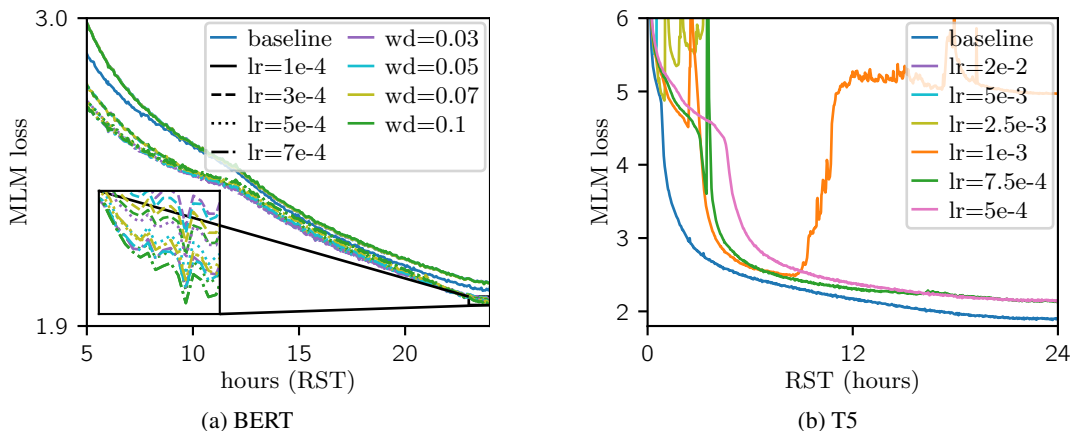 3.0
MLM loss
1.9
baseline
lr=1e-4
lr=3e-4
lr=5e-4
lr=7e-4
wd=0.03
wd=0.05
wd=0.07
wd=0.1
5
10
15
20
hours (RST)
(a) BERT
6
5
4
3
2
MLM loss
baseline
lr=2e-2
lr=5e-3
lr=2.5e-3
lr=1e-3
lr=7.5e-4
lr=5e-4
0
12
24
RST (hours)
(b) T5